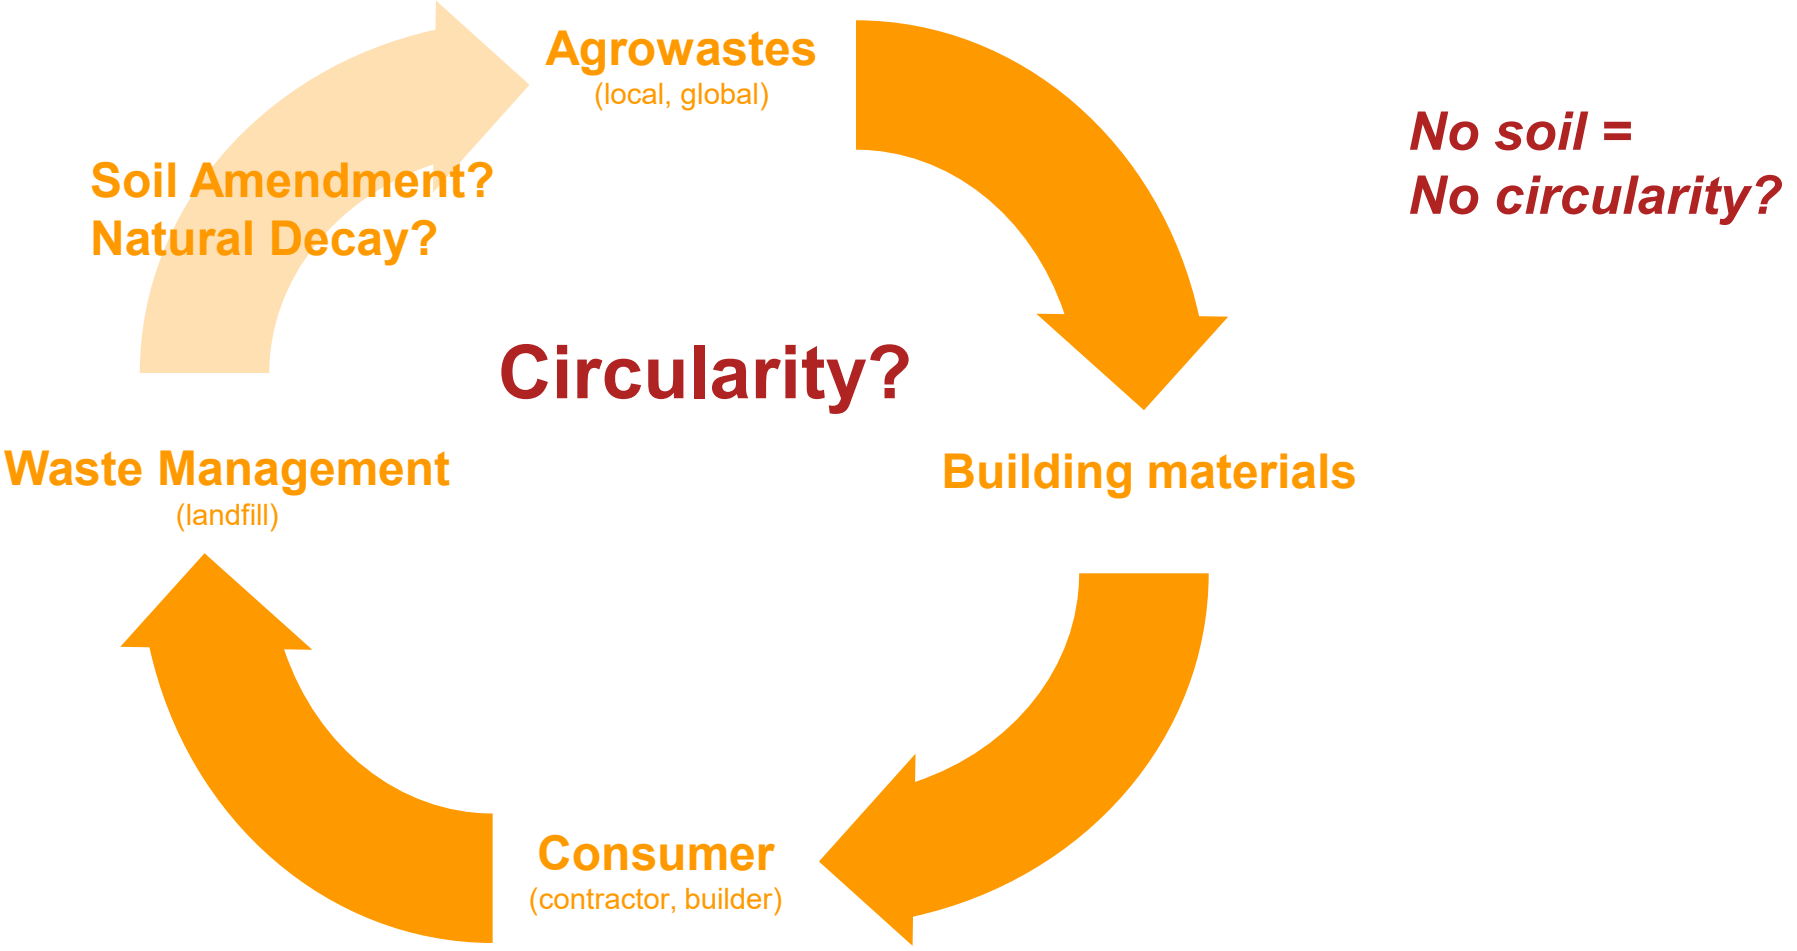 Agrowastes
(local, global)
No soil =
No circularity?
Soil Amendment?
Natural Decay?
Circularity?
Waste Management
(landfill)
Building materials
Consumer
(contractor, builder)